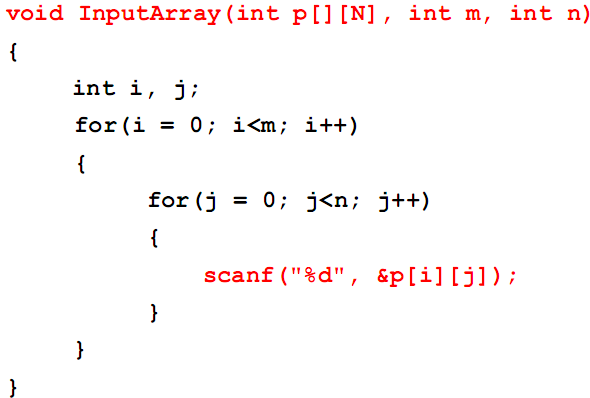 void InputArray(int p[][N], int m, int n)
{
int i, j;
for(i = 0; i<m; i++)
{
for(j = 0; j<n; j++)
{
scanf("%d", &p[i][j]);
}
}
}